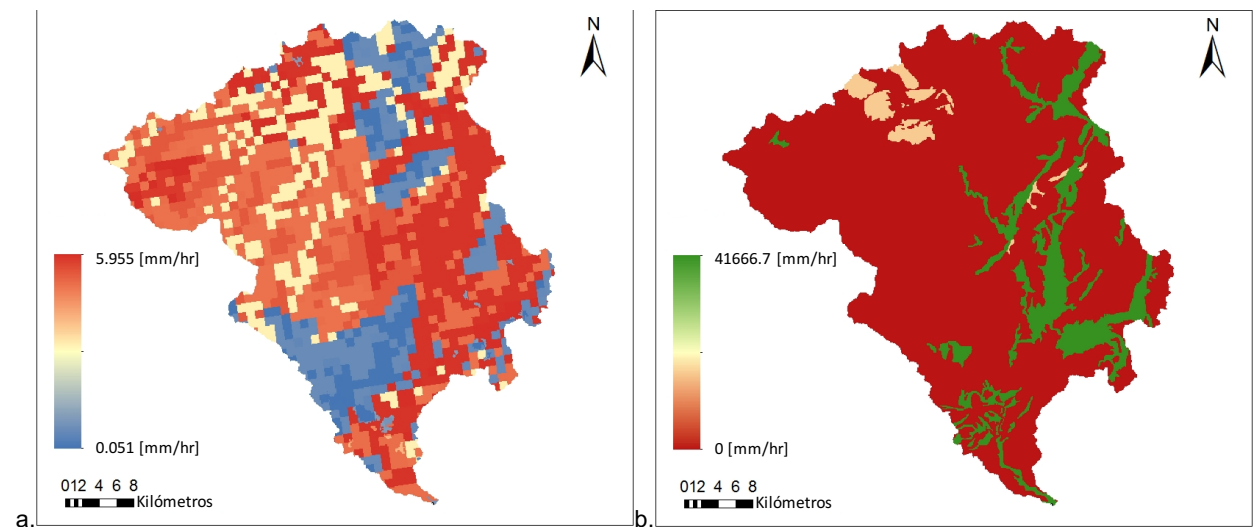 N
5.955 [mm/hr]
0.051 [mm/hr]
012 4 6 8
Kilómetros
a.
N
41666.7 [mm/hr]
0 [mm/hr]
012 4 6 8
Kilómetros
b.